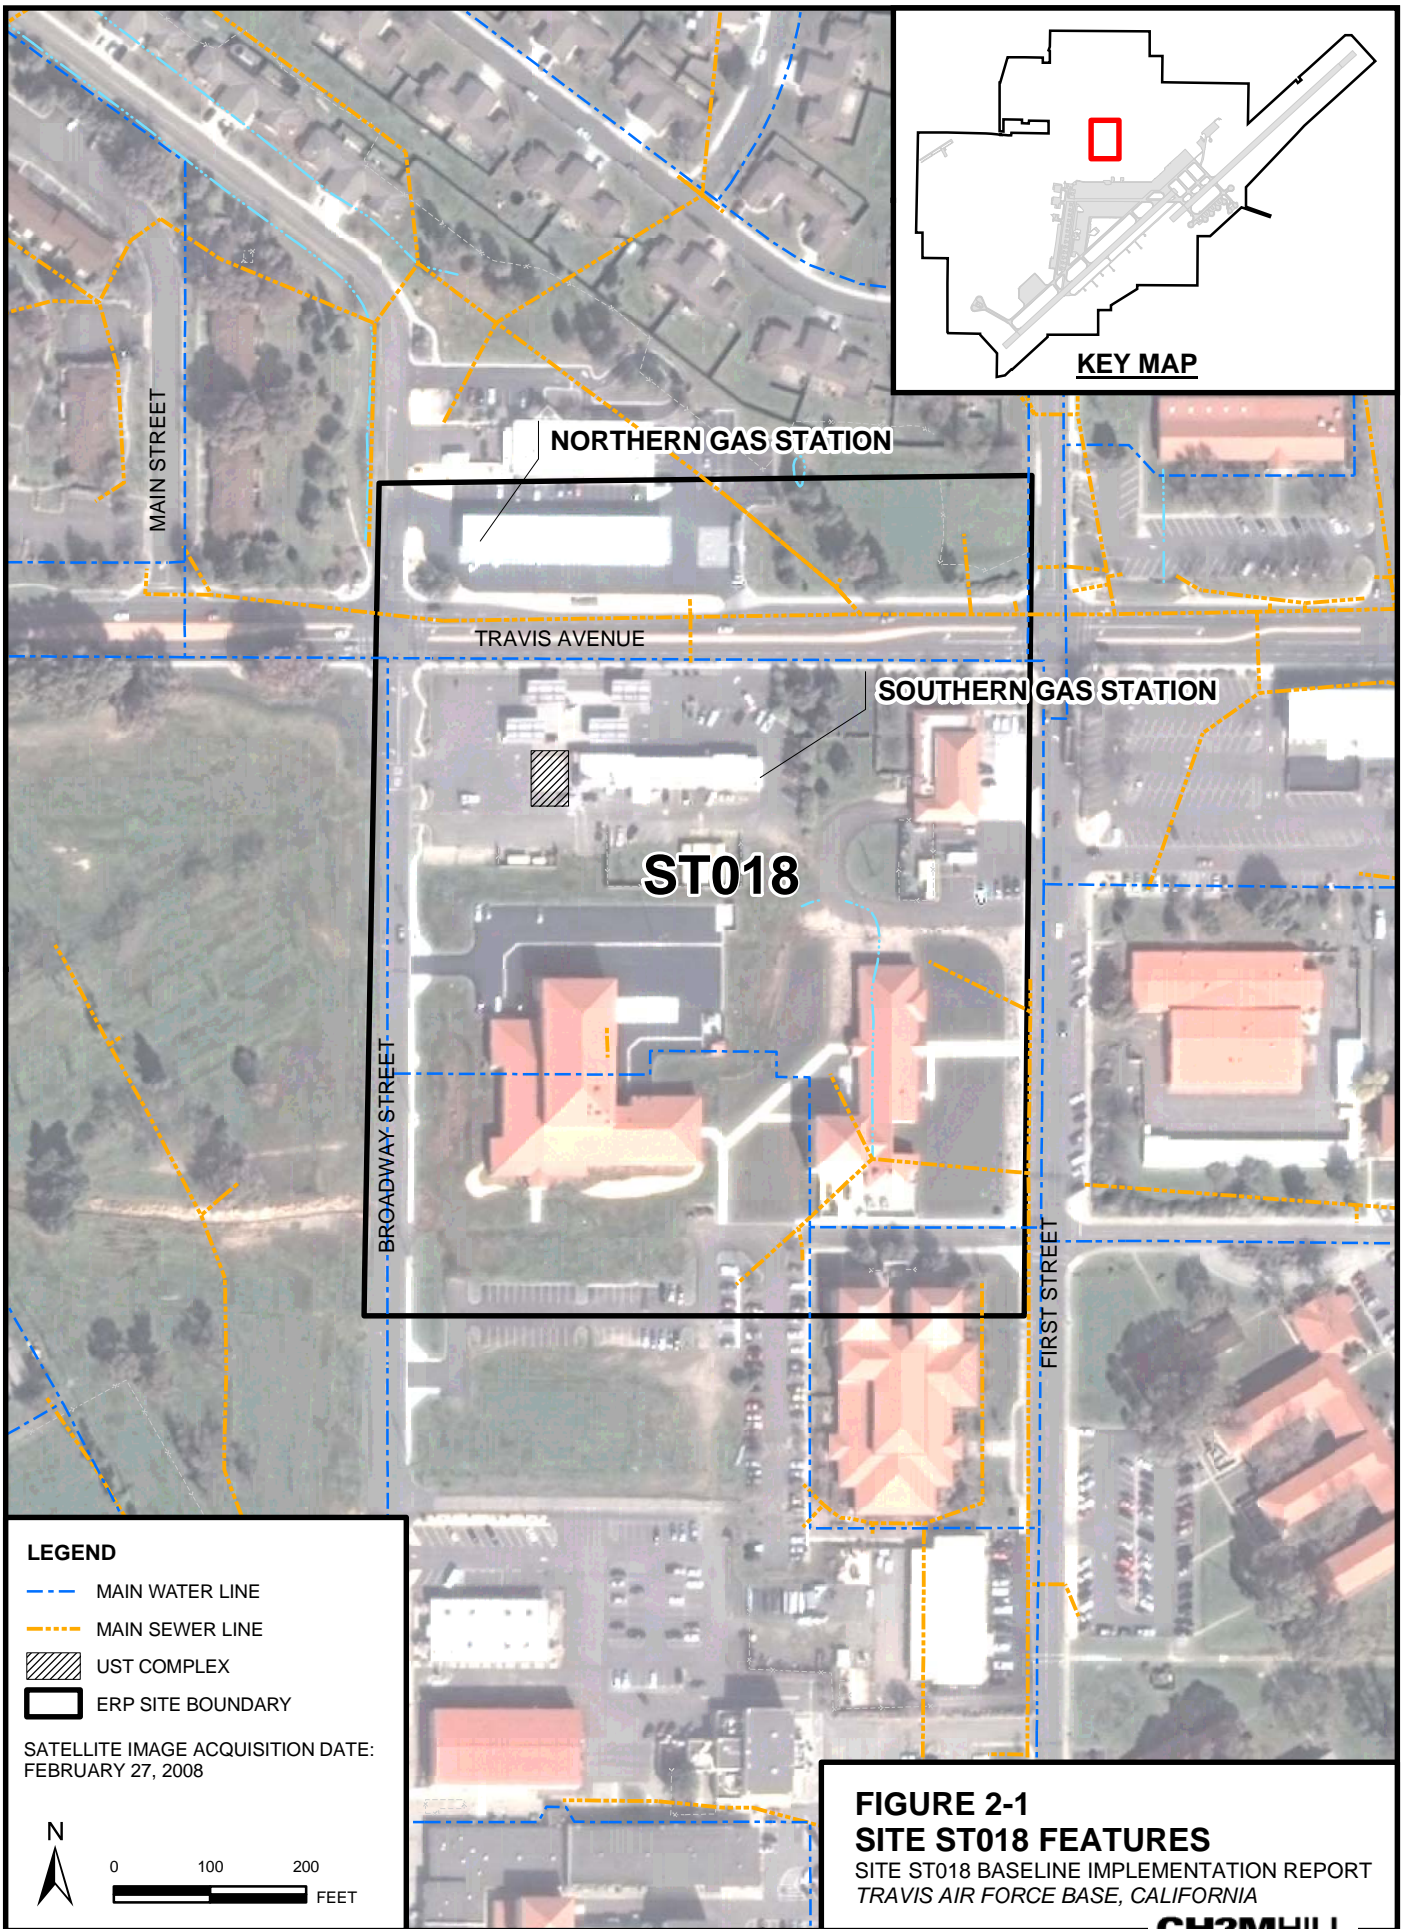 KEY MAP
NORTHERN GAS STATION
MAIN STREET
TRAVIS AVENUE
SOUTHERN GAS STATION
ST018
BROADWAY STREET
FIRST STREET
LEGEND
MAIN WATER LINE
MAIN SEWER LINE
UST COMPLEX
ERP SITE BOUNDARY
SATELLITE IMAGE ACQUISITION DATE:
FEBRUARY 27, 2008
N
0 100 200
FEET
FIGURE 2-1
SITE ST018 FEATURES
SITE ST018 BASELINE IMPLEMENTATION REPORT
TRAVIS AIR FORCE BASE, CALIFORNIA
CH2MHILL